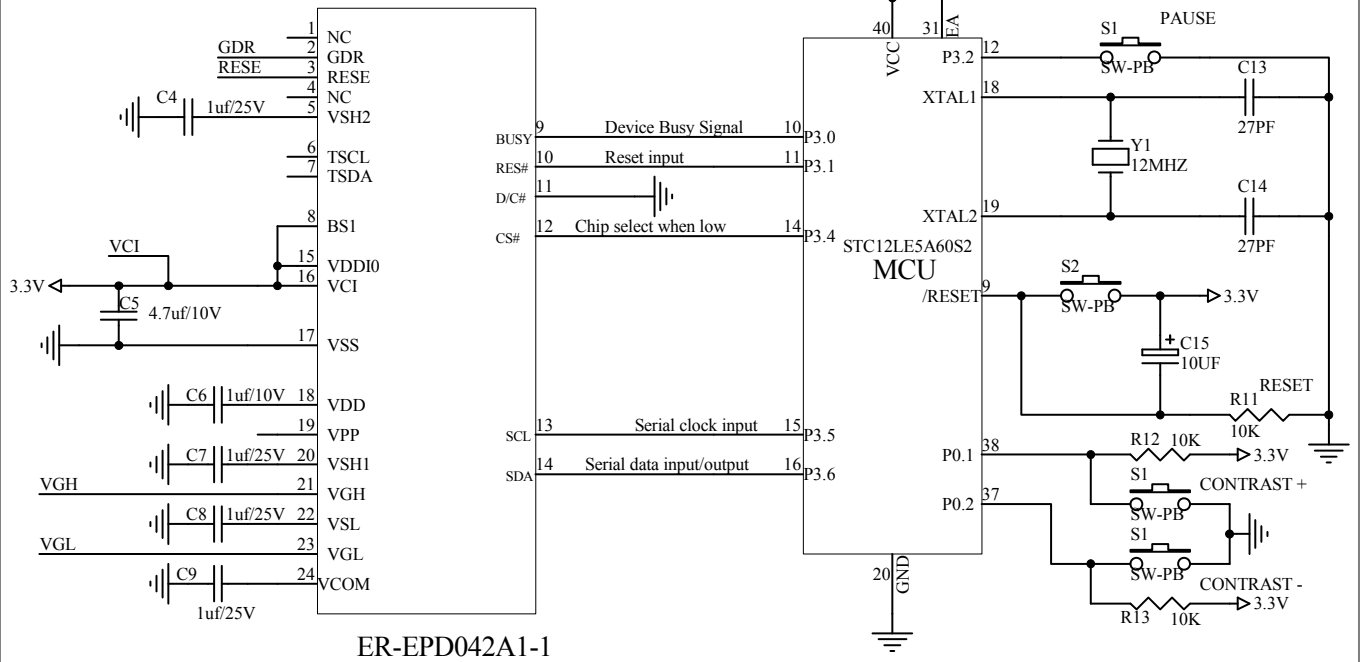 1 NC
GDR 2 GDR
RESE 3 RESE
4 NC
C4 1uf/25V 5 VSH2
6 TSCL
7 TSDA
8 BS1
VCI
15 VDDI0
3.3V 16 VCI
C5 4.7uf/10V
17 VSS
C6 1uf/10V 18 VDD
19 VPP
C7 1uf/25V 20 VSH1
VGH 21 VGH
C8 1uf/25V 22 VSL
VGL 23 VGL
C9 24 VCOM
1uf/25V
ER-EPD042A1-1
BUSY 9 Device Busy Signal 10 P3.0
RES# 10 Reset input 11 P3.1
D/C# 11
CS# 12 Chip select when low 14 P3.4
SCL 13 Serial clock input 15 P3.5
SDA 14 Serial data input/output 16 P3.6
40 VCC
31 EA
STC12LE5A60S2
MCU
20 GND
P3.2 12 S1 PAUSE
SW-PB
XTAL1 18 C13
27PF
Y1
12MHZ
XTAL2 19 C14
27PF
/RESET 9 S2 3.3V
SW-PB
C15
+
10UF
RESET
R11
10K
P0.1 38 R12 10K 3.3V
S1 CONTRAST +
SW-PB
P0.2 37
S1
SW-PB
CONTRAST -
R13 10K 3.3V